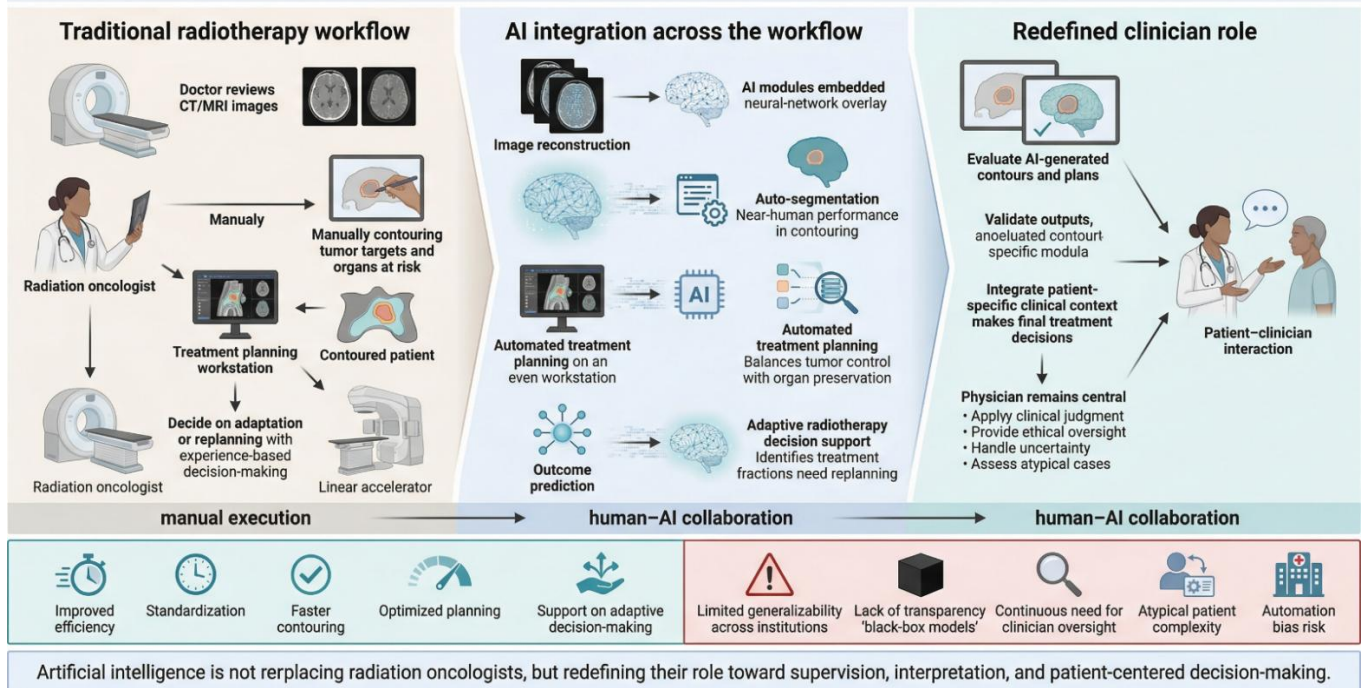 Traditional radiotherapy workflow
Doctor reviews
CT/MRI images
Manualy
Manually contouring
tumor targets and
organs at risk
Radiation oncologist
Treatment planning
workstation
Contoured patient
Decide on adaptation
or replanning with
experience-based
decision-making
Radiation oncologist
Linear accelerator
AI integration across the workflow
Image reconstruction
AI modules embedded
neural-network overlay
Auto-segmentation
Near-human performance
in contouring
Automated treatment
planning on an
even workstation
AI
Automated
treatment planning
Balances tumor control
with organ preservation
Outcome
prediction
Adaptive radiotherapy
decision support
Identifies treatment
fractions need replanning
Redefined clinician role
Evaluate AI-generated
contours and plans
Validate outputs,
anoeluated contourt
specific modula
Integrate patient-
specific clinical context
makes final treatment
decisions
Physician remains central
• Applyy clinical judgment
• Provide ethical oversight
• Handle uncertainty
• Assess atypical cases
Patient–clinician
interaction
manual execution
human–AI collaboration
human–AI collaboration
Improved
efficiency
Standardization
Faster
contouring
Optimized planning
Support on adaptive
decision-making
Limited generalizability
across institutions
Lack of transparency
'black-box models'
Continuous need for
clinician oversight
Atypical patient
complexity
Automation
bias risk
Artificial intelligence is not rerplacing radiation oncologists, but redefining their role toward supervision, interpretation, and patient-centered decision-making.